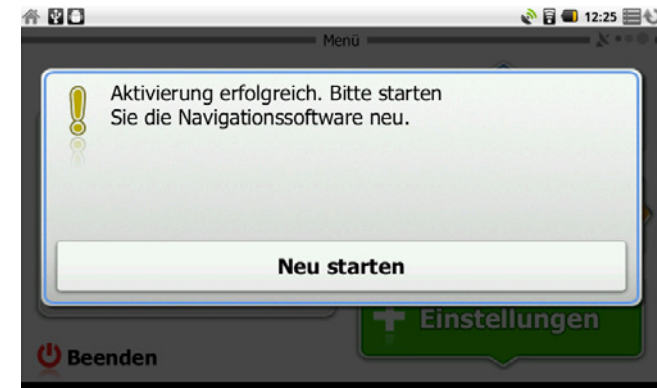 12:25
Menü
Aktivierung erfolgreich. Bitte starten
Sie die Navigationssoftware neu.
Neu starten
Einstellungen
Beenden